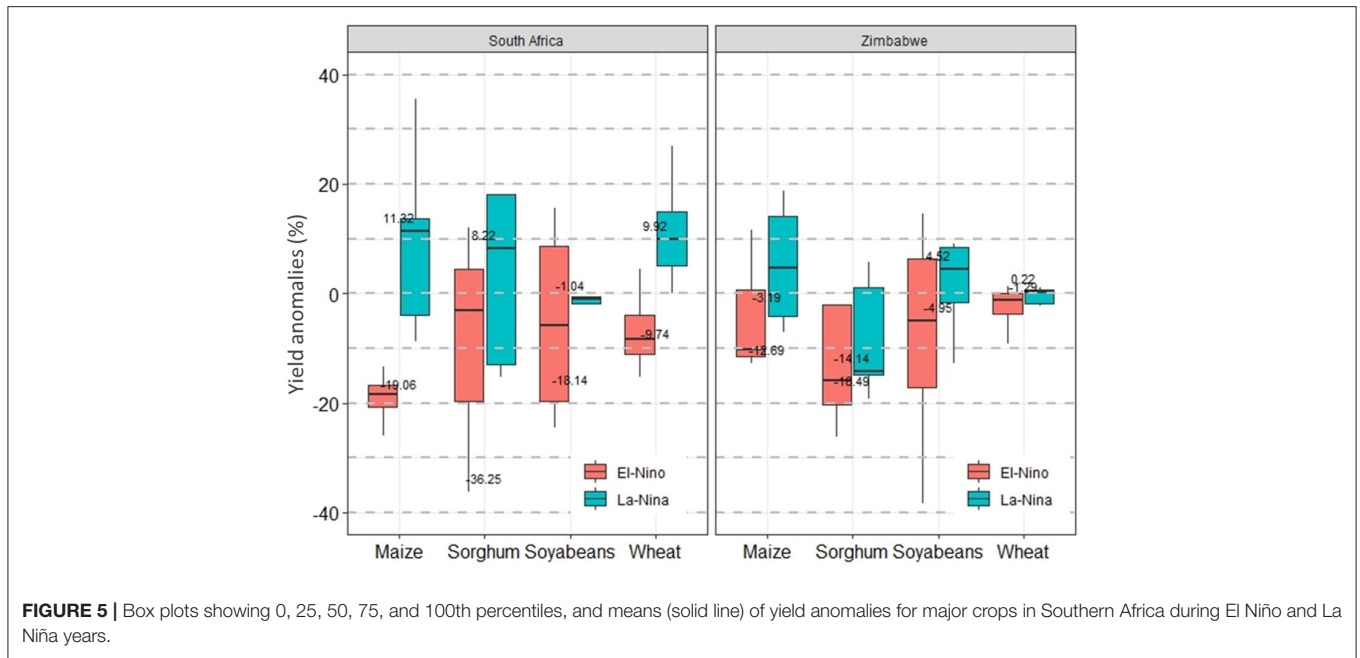 South Africa
Zimbabwe
Yield anomalies (%)
40
20
0
-20
-40
11.32
-19.06
8.22
-36.25
-1.04
-18.14
9.92
-9.74
-3.19
-12.69
-14.14
-16.49
4.52
-4.95
0.22
El-Nino
La-Nina
El-Nino
La-Nina
Maize Sorghum Soyabeans Wheat
Maize Sorghum Soyabeans Wheat
FIGURE 5 | Box plots showing 0, 25, 50, 75, and 100th percentiles, and means (solid line) of yield anomalies for major crops in Southern Africa during El Niño and La
Niña years.